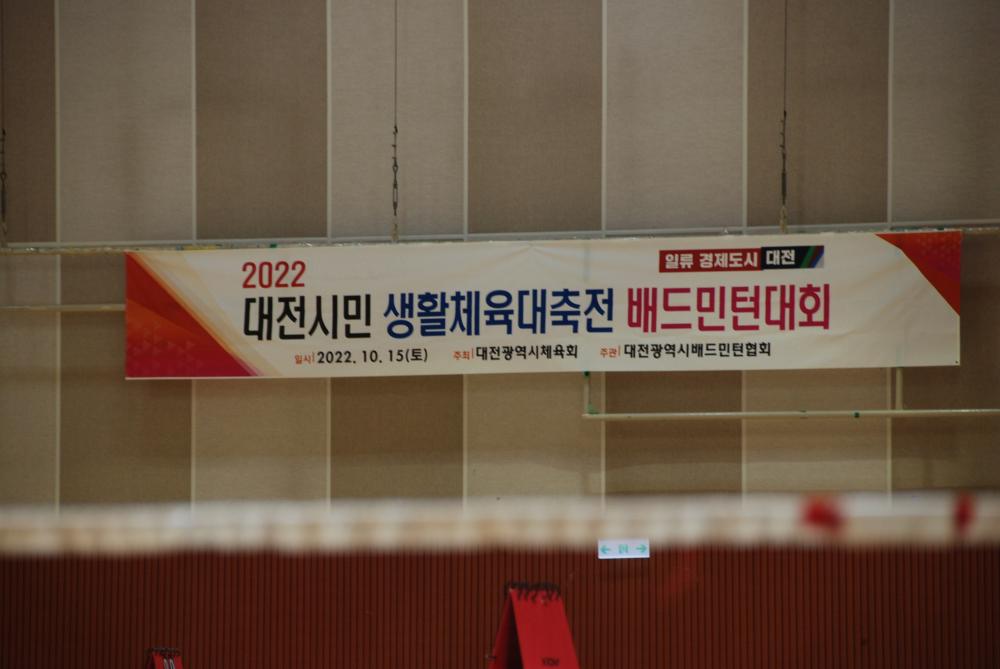 2022
일류 경제도시 대전
대전시민 생활체육대축전 배드민턴대회
일시| 2022. 10. 15(토) 주최| 대전광역시체육회 주관| 대전광역시배드민턴협회